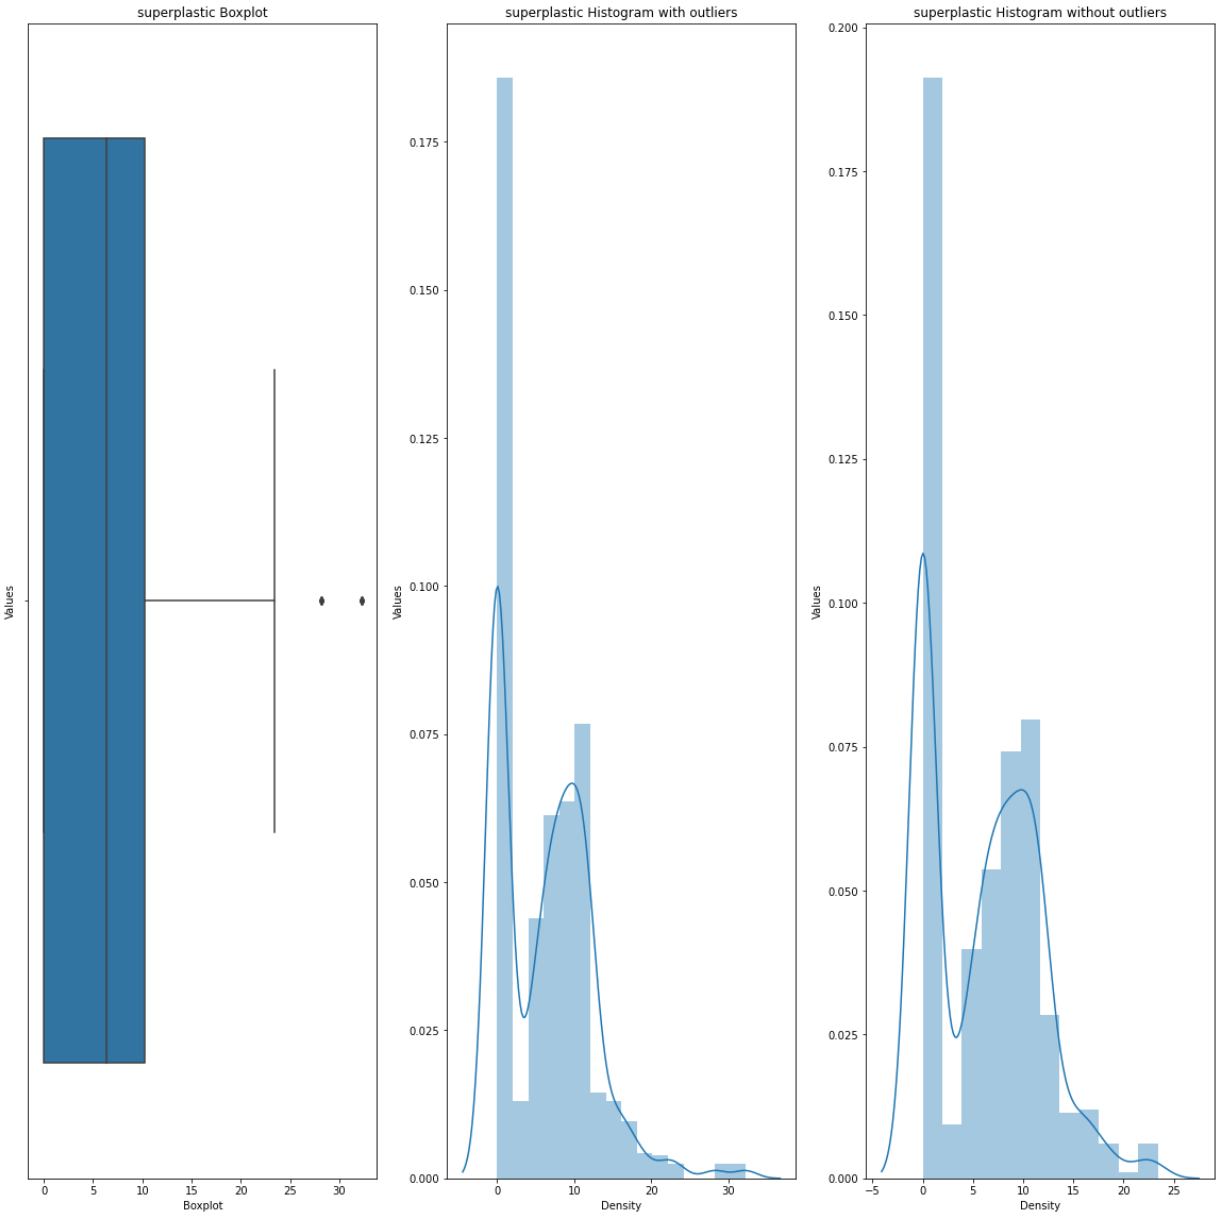 superplastic Boxplot
Values
0 5 10 15 20 25 30
Boxplot
superplastic Histogram with outliers
0.175
0.150
0.125
0.100
0.075
0.050
0.025
0.000
Values
0 10 20 30
Density
superplastic Histogram without outliers
0.200
0.175
0.150
0.125
0.100
0.075
0.050
0.025
0.000
Values
−5 0 5 10 15 20 25
Density